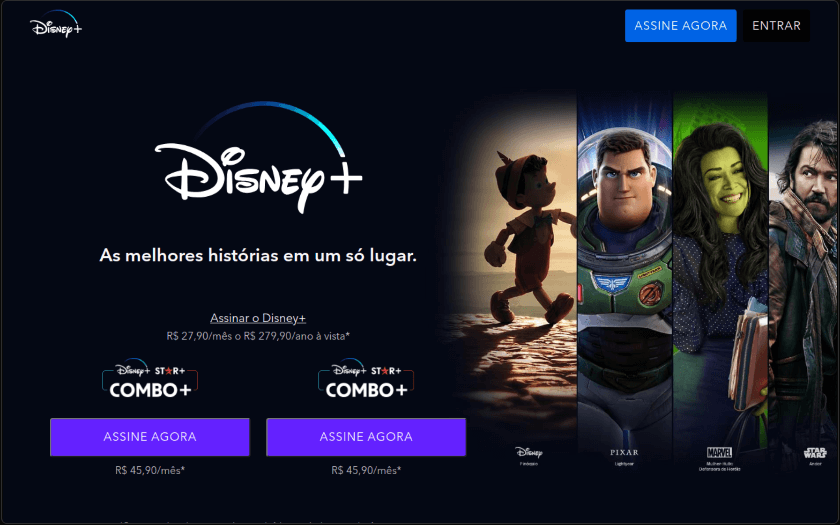 Disney+
ASSINE AGORA
ENTRAR
Disney+
As melhores histórias em um só lugar.
Assinar o Disney+
R$ 27,90/mês o R$ 279,90/ano à vista*
Disney+ STAR+
COMBO+
Disney+ STAR+
COMBO+
ASSINE AGORA
ASSINE AGORA
R$ 45,90/mês*
R$ 45,90/mês*
Disney
Pinóquio
PIXAR
Lightyear
MARVEL
Mulher-Hulk:
Defensora de Heróis
STAR WARS
Andor